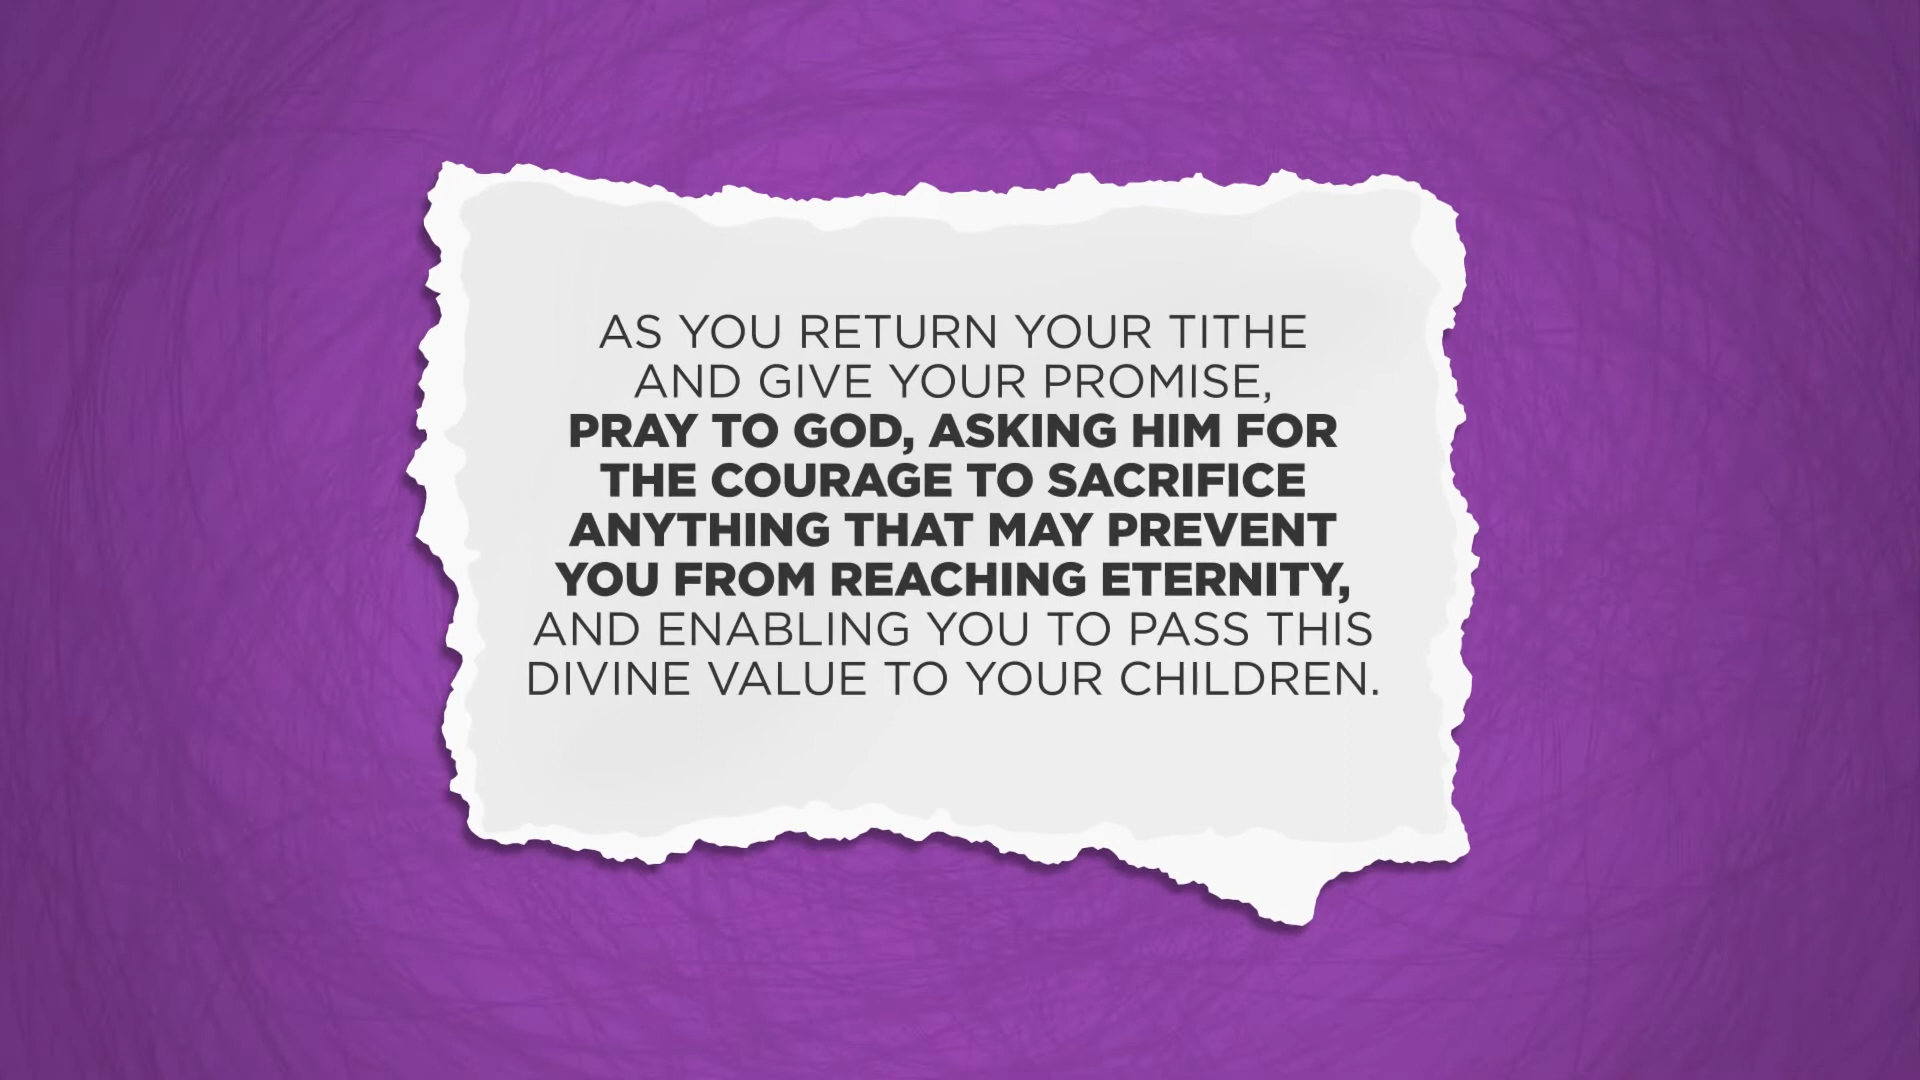 AS YOU RETURN YOUR TITHE
AND GIVE YOUR PROMISE,
PRAY TO GOD, ASKING HIM FOR
THE COURAGE TO SACRIFICE
ANYTHING THAT MAY PREVENT
YOU FROM REACHING ETERNITY,
AND ENABLING YOU TO PASS THIS
DIVINE VALUE TO YOUR CHILDREN.